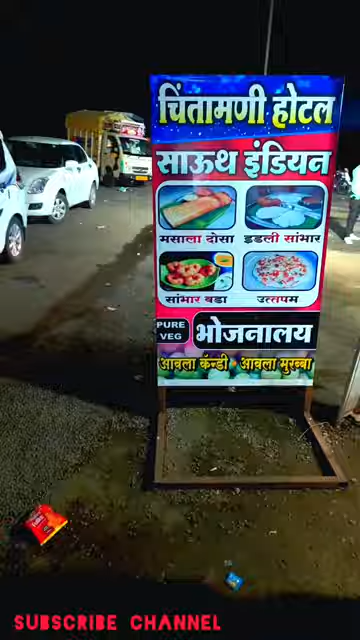 चिंतामणी होटल
साऊथ इंडियन
मसाला दोसा इडली सांभार
सांभार वडा उत्तपम
PURE VEG भोजनालय
आवला कॅन्डी • आवला मुरब्बा
SUBSCRIBE CHANNEL